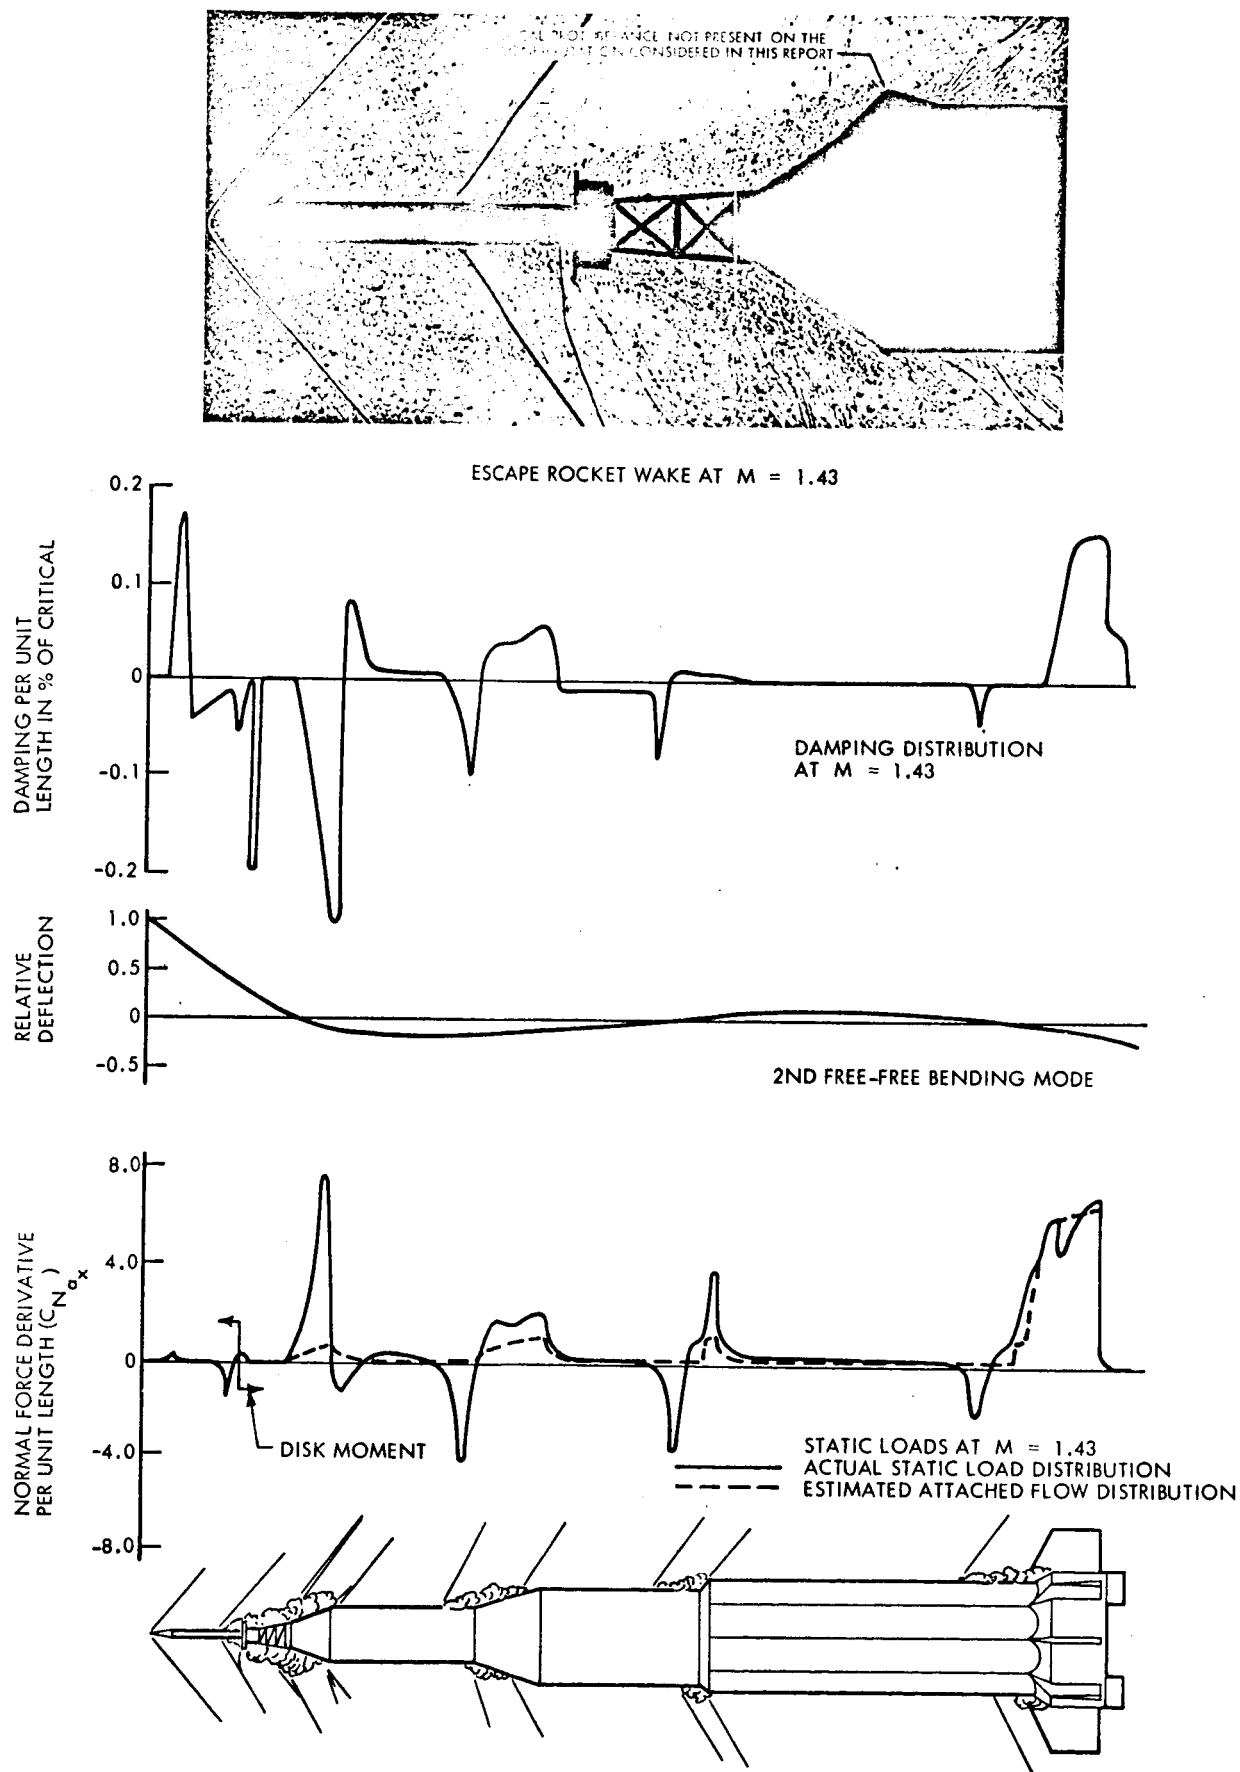 NOT PRESENT ON THE
CONSIDERED IN THIS REPORT
ESCAPE ROCKET WAKE AT M = 1.43
DAMPING PER UNIT
LENGTH IN % OF CRITICAL
0.2
0.1
0
-0.1
-0.2
DAMPING DISTRIBUTION
AT M = 1.43
RELATIVE
DEFLECTION
1.0
0.5
0
-0.5
2ND FREE-FREE BENDING MODE
NORMAL FORCE DERIVATIVE
PER UNIT LENGTH (CNαx)
8.0
4.0
0
-4.0
-8.0
DISK MOMENT
STATIC LOADS AT M = 1.43
ACTUAL STATIC LOAD DISTRIBUTION
ESTIMATED ATTACHED FLOW DISTRIBUTION